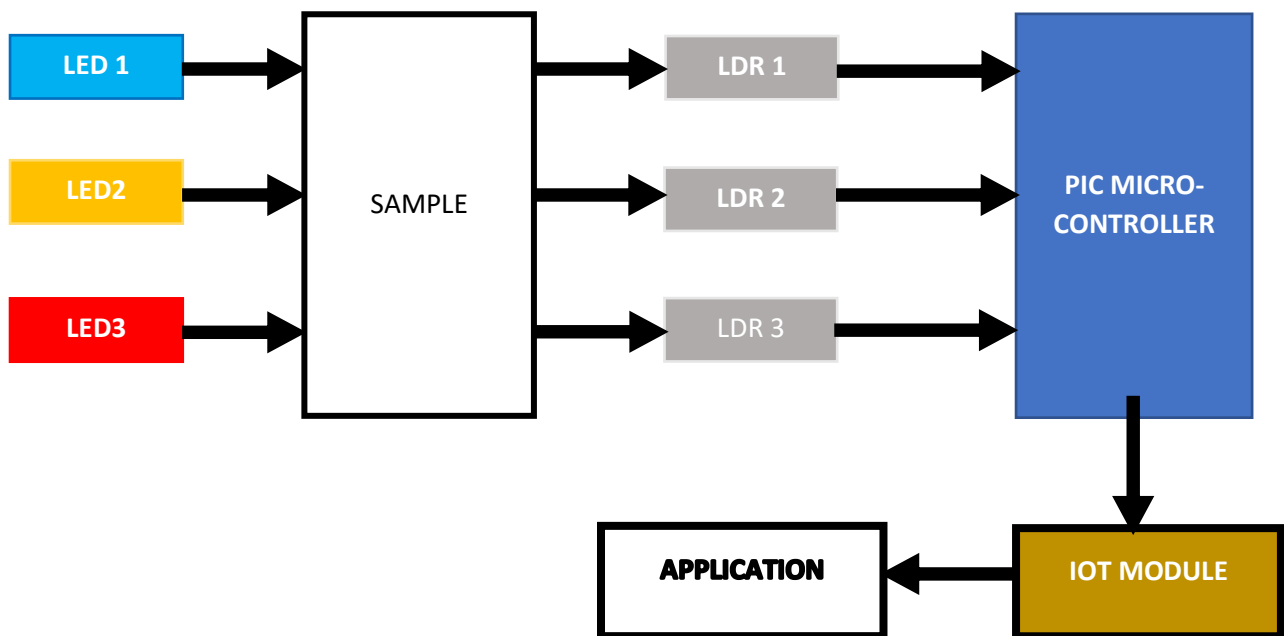 LED 1
LDR 1
LED2
SAMPLE
LDR 2
PIC MICRO-
CONTROLLER
LED3
LDR 3
APPLICATION
IOT MODULE